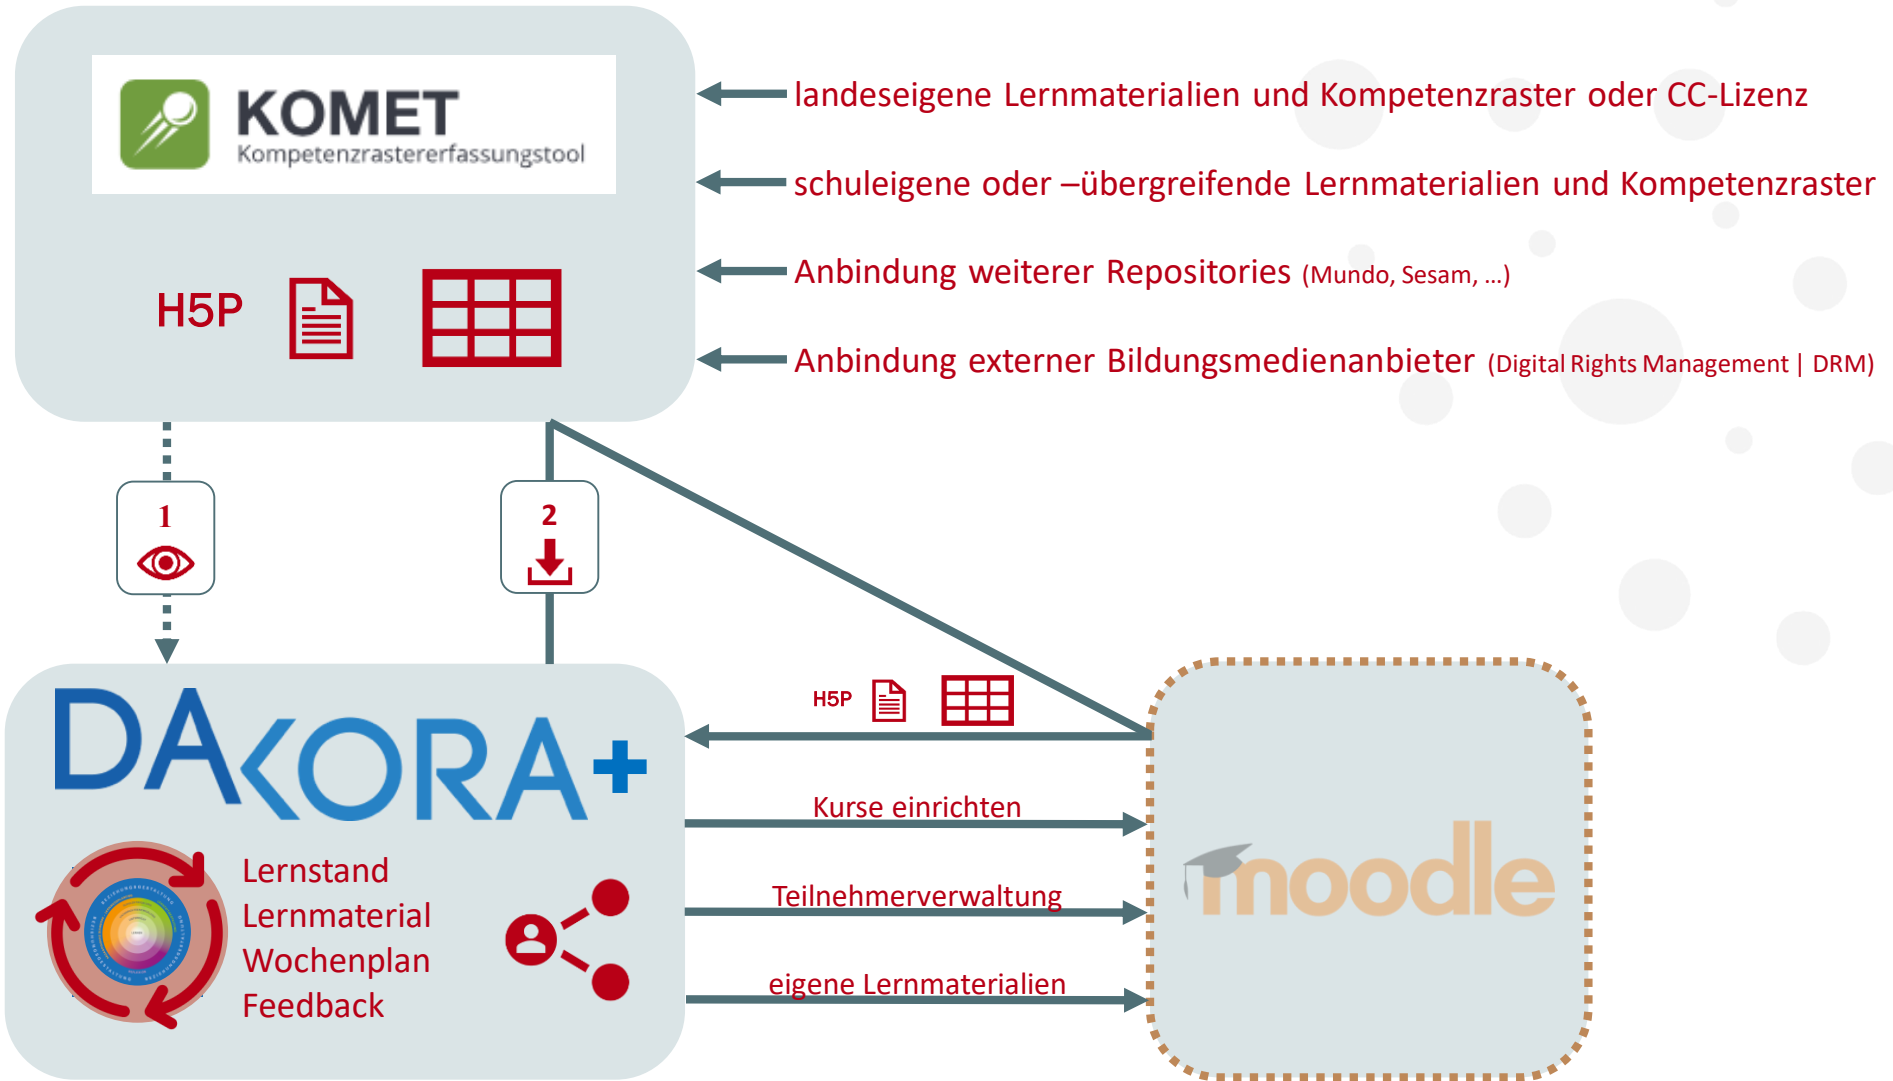 KOMET
Kompetenzrastererfassungstool
landeseigene Lernmaterialien und Kompetenzraster oder CC-Lizenz
schuleigene oder –übergreifende Lernmaterialien und Kompetenzraster
Anbindung weiterer Repositories (Mundo, Sesam, ...)
Anbindung externer Bildungsmedienanbieter (Digital Rights Management | DRM)
H5P
1
2
H5P
DAKORA+
Kurse einrichten
Teilnehmerverwaltung
eigene Lernmaterialien
Lernstand
Lernmaterial
Wochenplan
Feedback
moodle